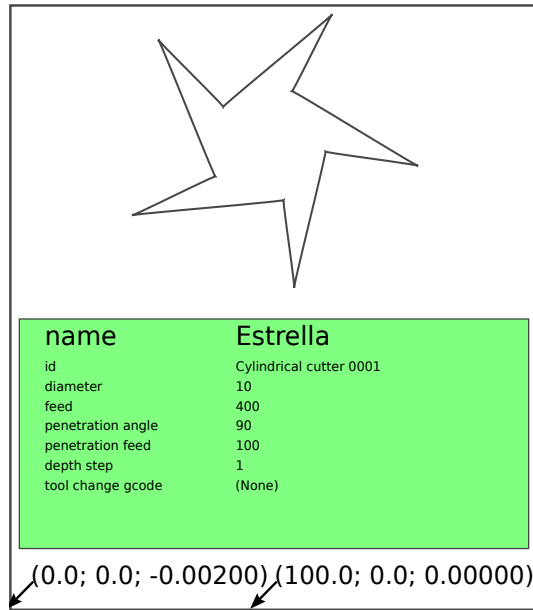 name Estrella
id Cylindrical cutter 0001
diameter 10
feed 400
penetration angle 90
penetration feed 100
depth step 1
tool change gcode (None)
(0.0; 0.0; -0.00200) (100.0; 0.0; 0.00000)